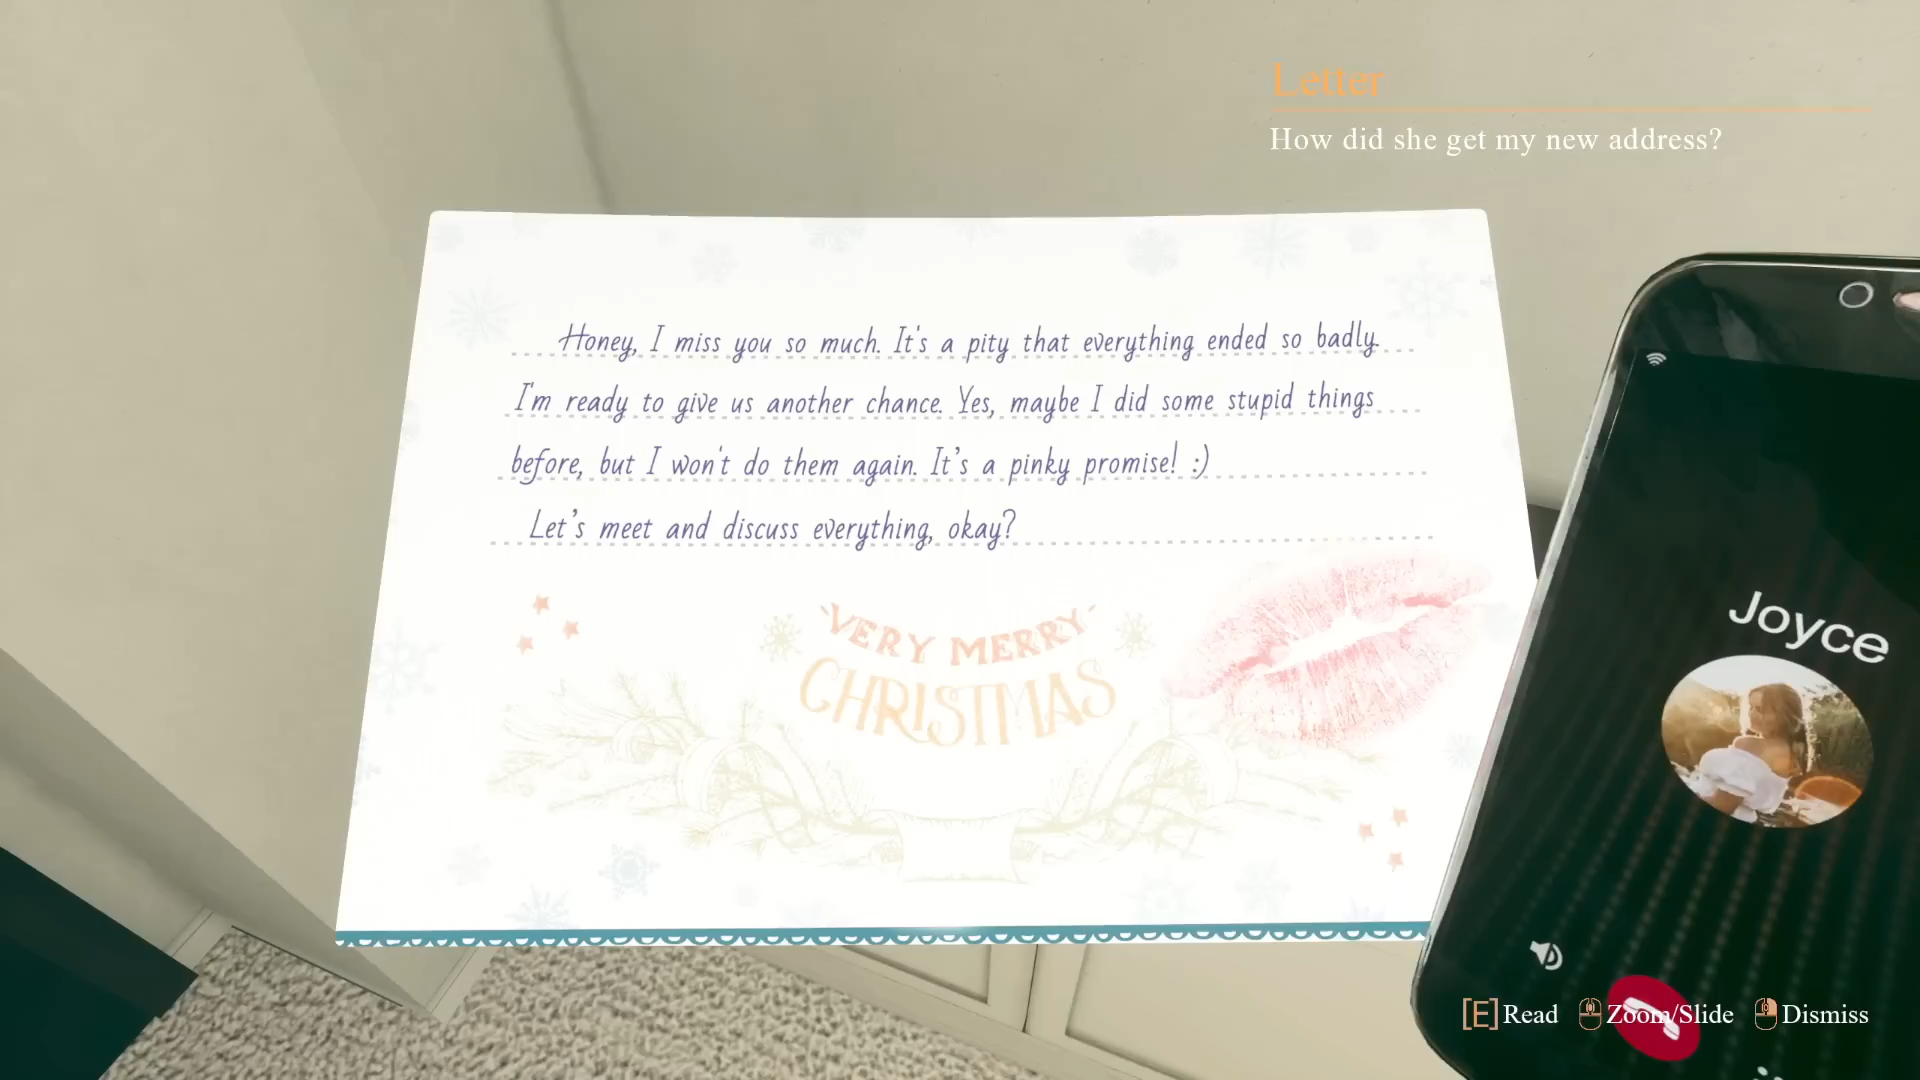 Letter
How did she get my new address?
Honey, I miss you so much. It's a pity that everything ended so badly.
I'm ready to give us another chance. Yes, maybe I did some stupid things
before, but I won't do them again. It's a pinky promise! :)
Let's meet and discuss everything, okay?
VERY MERRY
CHRISTMAS
Joyce
[E] Read Zoom/Slide Dismiss